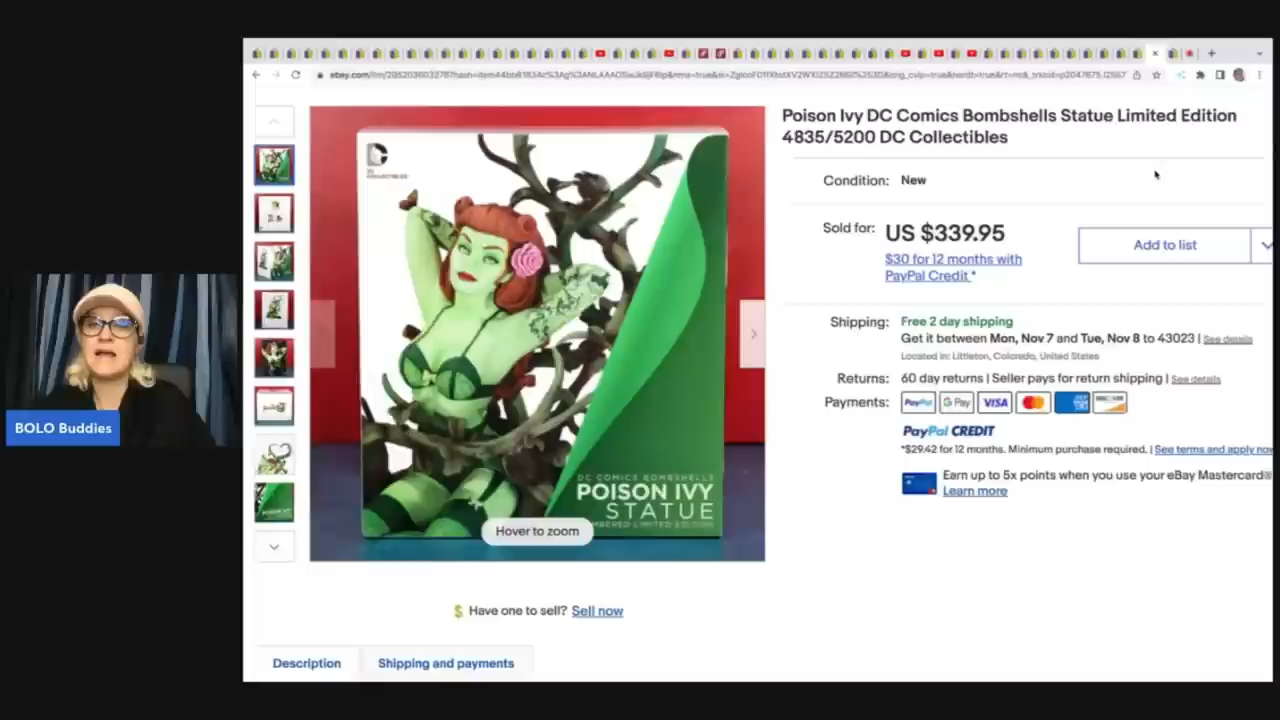 Poison Ivy DC Comics Bombshells Statue Limited Edition
4835/5200 DC Collectibles
Condition: New
Sold for: US $339.95
Add to list
$30 for 12 months with
PayPal Credit *
Shipping: Free 2 day shipping
Get it between Mon, Nov 7 and Tue, Nov 8 to 43023 | See details
Located in: Littleton, Colorado, United States
Returns: 60 day returns | Seller pays for return shipping | See details
Payments: PayPal G Pay VISA
PayPal CREDIT
*$29.42 for 12 months. Minimum purchase required. | See terms and apply now
Earn up to 5x points when you use your eBay Mastercard®
Learn more
DC COMICS BOMBSHELLS
POISON IVY
STATUE
Hover to zoom
BOLO Buddies
Have one to sell? Sell now
Description
Shipping and payments